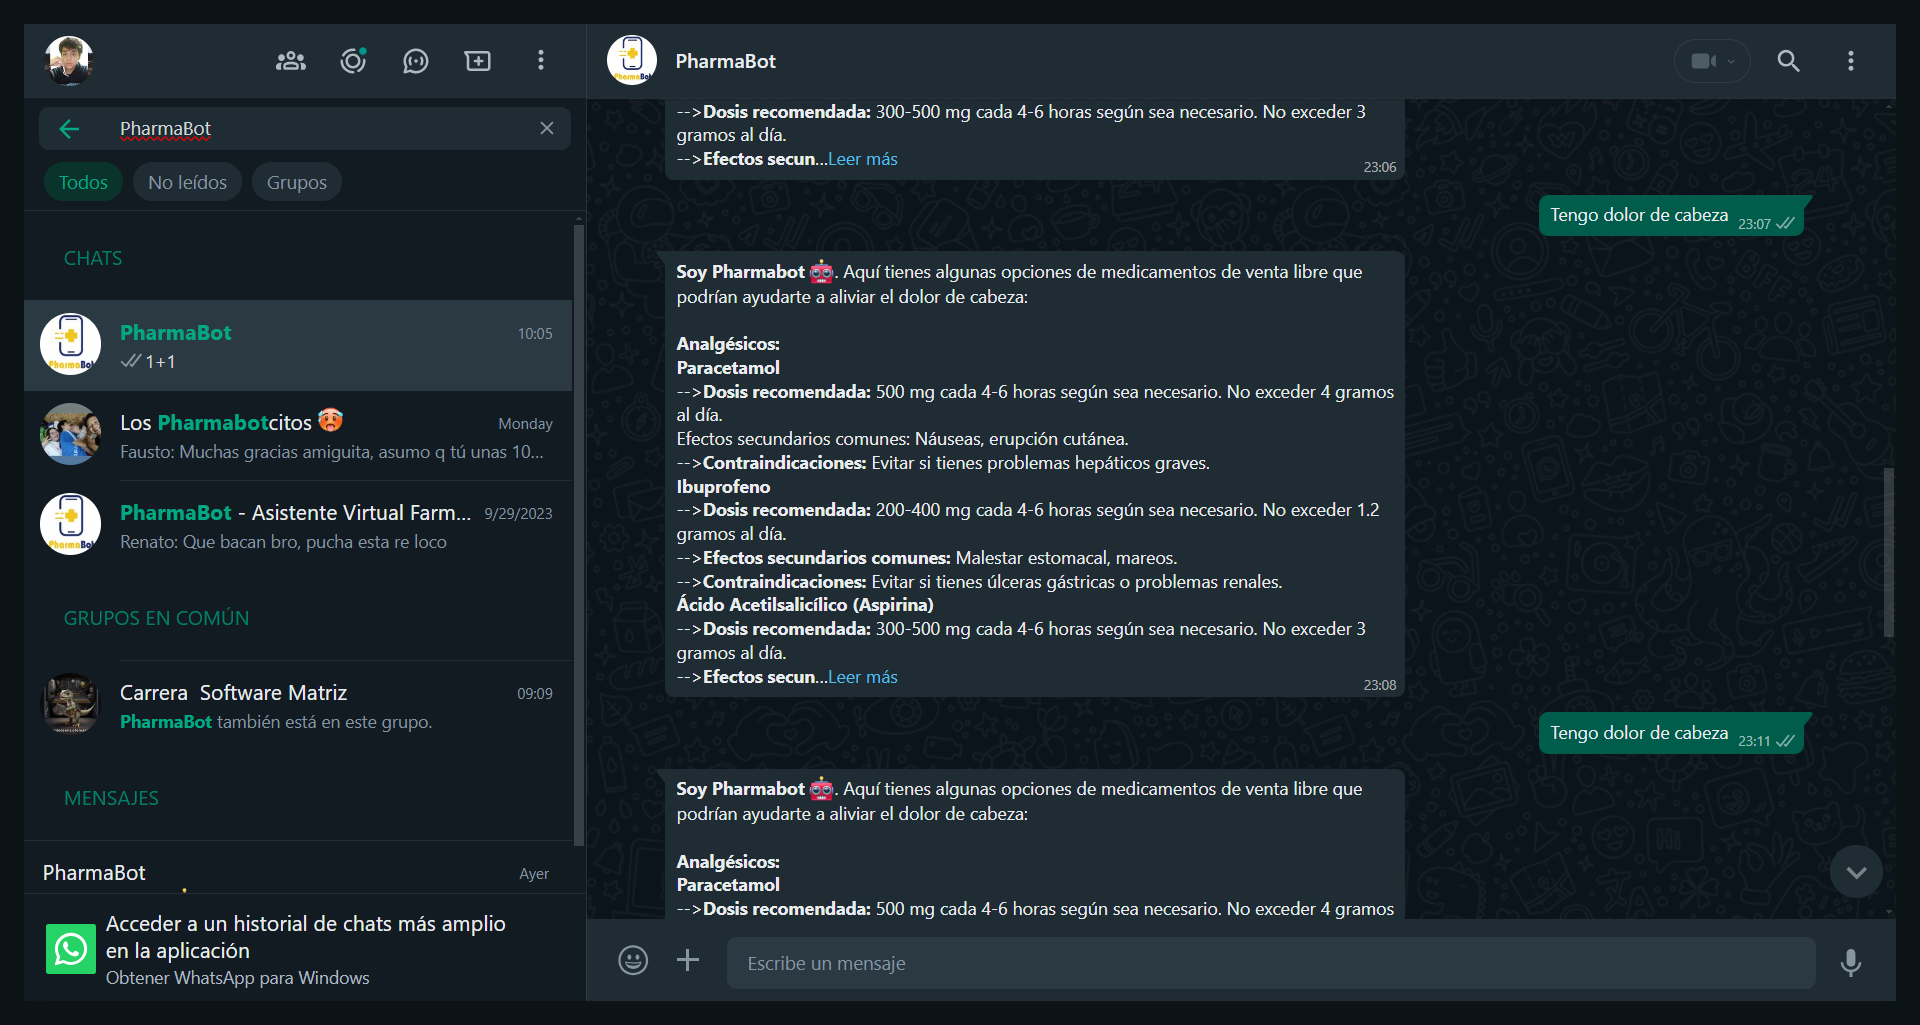 PharmaBot
Todos
No leídos
Grupos
CHATS
PharmaBot
10:05
1+1
Los Pharmabotcitos 🥵
Monday
Fausto: Muchas gracias amiguita, asumo q tú unas 10...
PharmaBot - Asistente Virtual Farm...
9/29/2023
Renato: Que bacan bro, pucha esta re loco
GRUPOS EN COMÚN
Carrera  Software Matriz
09:09
PharmaBot también está en este grupo.
MENSAJES
PharmaBot
Ayer
Acceder a un historial de chats más amplio
en la aplicación
Obtener WhatsApp para Windows
PharmaBot
PharmaBot
-->Dosis recomendada: 300-500 mg cada 4-6 horas según sea necesario. No exceder 3
gramos al día.
-->Efectos secun...Leer más
23:06
Tengo dolor de cabeza
23:07
Soy Pharmabot 🤖. Aquí tienes algunas opciones de medicamentos de venta libre que
podrían ayudarte a aliviar el dolor de cabeza:
Analgésicos:
Paracetamol
-->Dosis recomendada: 500 mg cada 4-6 horas según sea necesario. No exceder 4 gramos
al día.
Efectos secundarios comunes: Náuseas, erupción cutánea.
-->Contraindicaciones: Evitar si tienes problemas hepáticos graves.
Ibuprofeno
-->Dosis recomendada: 200-400 mg cada 4-6 horas según sea necesario. No exceder 1.2
gramos al día.
-->Efectos secundarios comunes: Malestar estomacal, mareos.
-->Contraindicaciones: Evitar si tienes úlceras gástricas o problemas renales.
Ácido Acetilsalicílico (Aspirina)
-->Dosis recomendada: 300-500 mg cada 4-6 horas según sea necesario. No exceder 3
gramos al día.
-->Efectos secun...Leer más
23:08
Tengo dolor de cabeza
23:11
Soy Pharmabot 🤖. Aquí tienes algunas opciones de medicamentos de venta libre que
podrían ayudarte a aliviar el dolor de cabeza:
Analgésicos:
Paracetamol
-->Dosis recomendada: 500 mg cada 4-6 horas según sea necesario. No exceder 4 gramos
Escribe un mensaje